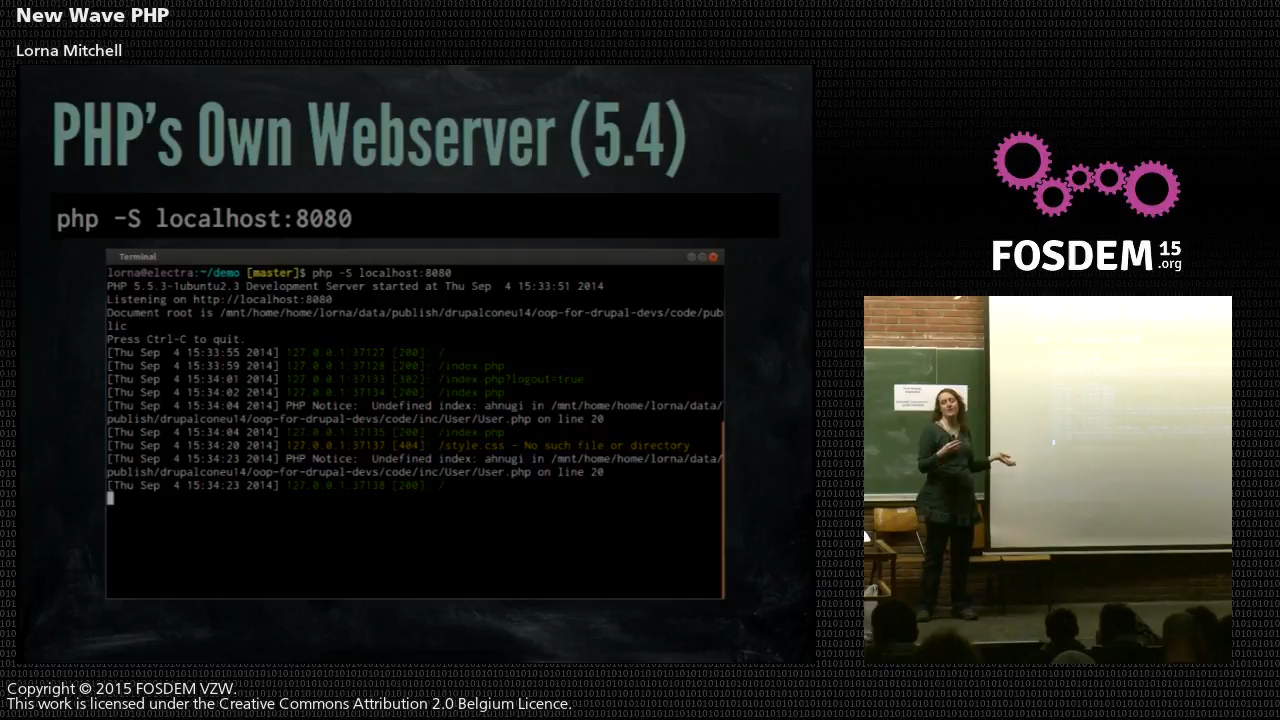 New Wave PHP
Lorna Mitchell
PHP's Own Webserver (5.4)
php -S localhost:8080
Terminal
lorna@electra:~/demo [master]$ php -S localhost:8080
PHP 5.5.3-1ubuntu2.3 Development Server started at Thu Sep  4 15:33:51 2014
Listening on http://localhost:8080
Document root is /mnt/home/home/lorna/data/publish/drupalconeu14/oop-for-drupal-devs/code/pub
lic
Press Ctrl-C to quit.
[Thu Sep  4 15:33:55 2014] 127.0.0.1:37127 [200]: /
[Thu Sep  4 15:33:59 2014] 127.0.0.1:37128 [200]: /index.php
[Thu Sep  4 15:34:01 2014] 127.0.0.1:37133 [302]: /index.php?logout=true
[Thu Sep  4 15:34:02 2014] 127.0.0.1:37134 [200]: /index.php
[Thu Sep  4 15:34:04 2014] PHP Notice:  Undefined index: ahnugi in /mnt/home/home/lorna/data/
publish/drupalconeu14/oop-for-drupal-devs/code/inc/User/User.php on line 20
[Thu Sep  4 15:34:04 2014] 127.0.0.1:37135 [200]: /index.php
[Thu Sep  4 15:34:20 2014] 127.0.0.1:37137 [404]: /style.css - No such file or directory
[Thu Sep  4 15:34:23 2014] PHP Notice:  Undefined index: ahnugi in /mnt/home/home/lorna/data/
publish/drupalconeu14/oop-for-drupal-devs/code/inc/User/User.php on line 20
[Thu Sep  4 15:34:23 2014] 127.0.0.1:37138 [200]: /
FOSDEM 15
.org
Copyright © 2015 FOSDEM VZW.
This work is licensed under the Creative Commons Attribution 2.0 Belgium Licence.